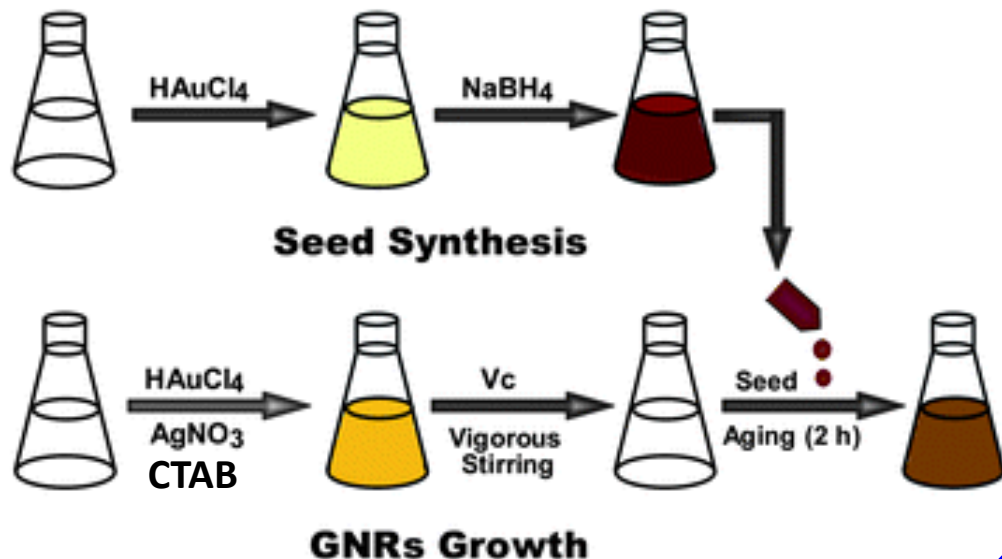 HAuCl4
NaBH4
Seed Synthesis
HAuCl4
AgNO3
CTAB
Vc
Vigorous
Stirring
Seed
Aging (2 h)
GNRs Growth